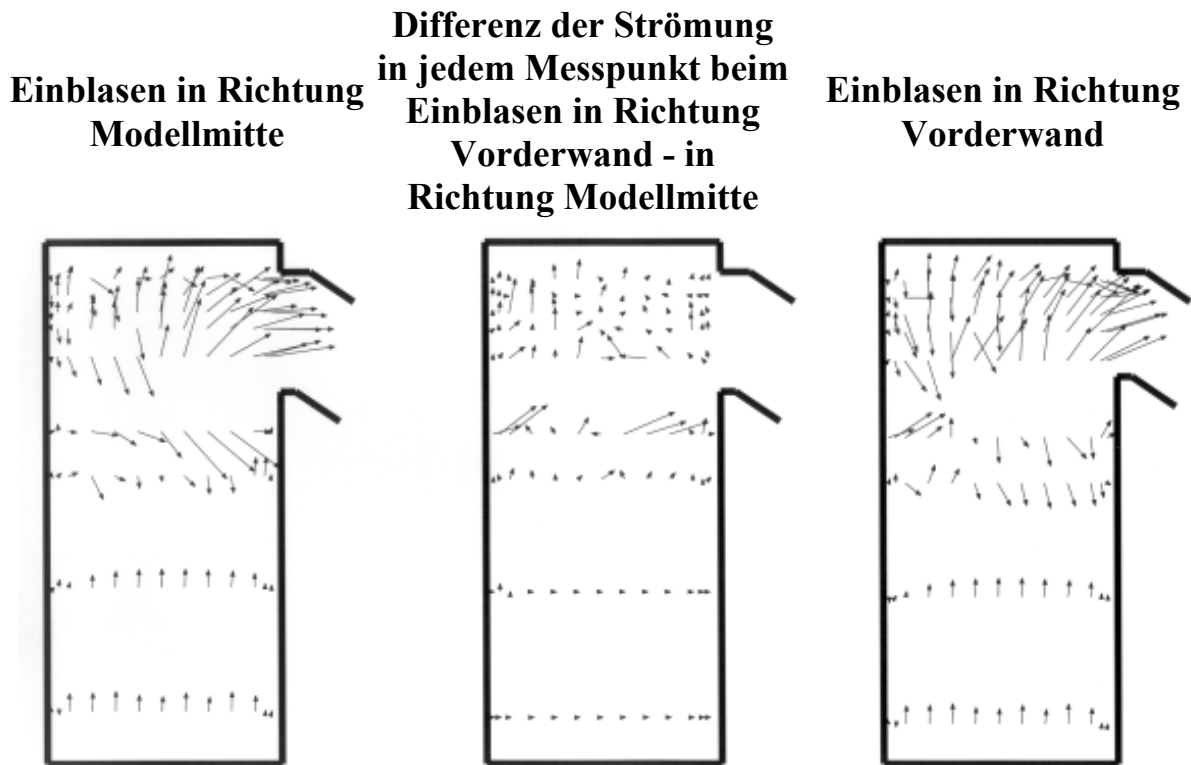 Einblasen in Richtung
Modellmitte
Differenz der Strömung
in jedem Messpunkt beim
Einblasen in Richtung
Vorderwand - in
Richtung Modellmitte
Einblasen in Richtung
Vorderwand